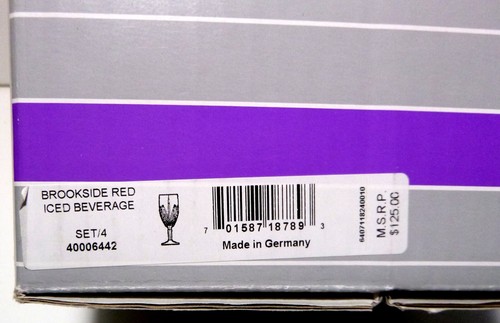 BROOKSIDE RED
ICED BEVERAGE
SET/4
40006442
7 01587 18789 3
Made in Germany
6407118240010
M.S.R.P.
$125.00